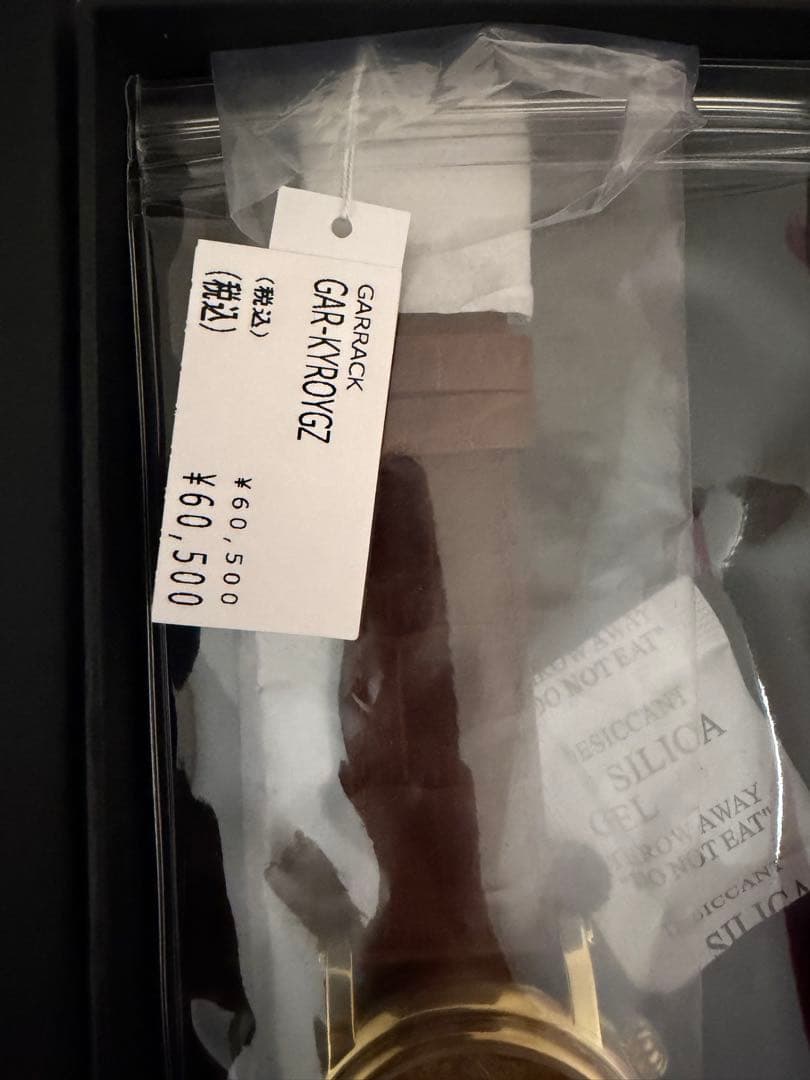 GARRACK
GAR-KYROYGZ
(税込)
¥60,500
(税込)
¥60,500
THROW AWAY
"DO NOT EAT"
DESICCANT
SILICA
GEL
"THROW AWAY
"DO NOT EAT"
DESICCANT
SILICA